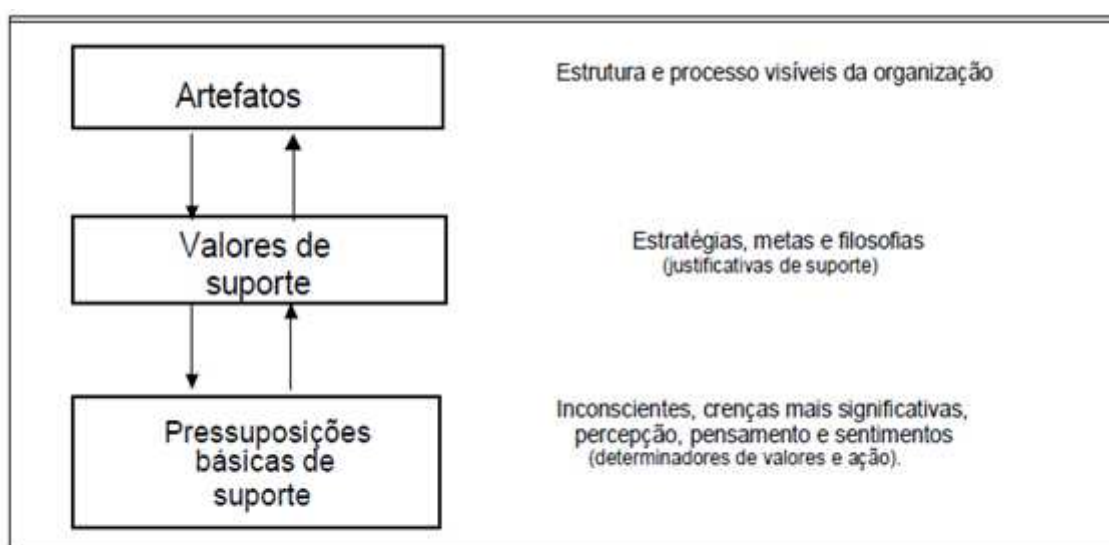 Artefatos
Estrutura e processo visíveis da organização
Valores de
suporte
Estratégias, metas e filosofias
(justificativas de suporte)
Pressuposições
básicas de
suporte
Inconscientes, crenças mais significativas,
percepção, pensamento e sentimentos
(determinadores de valores e ação).